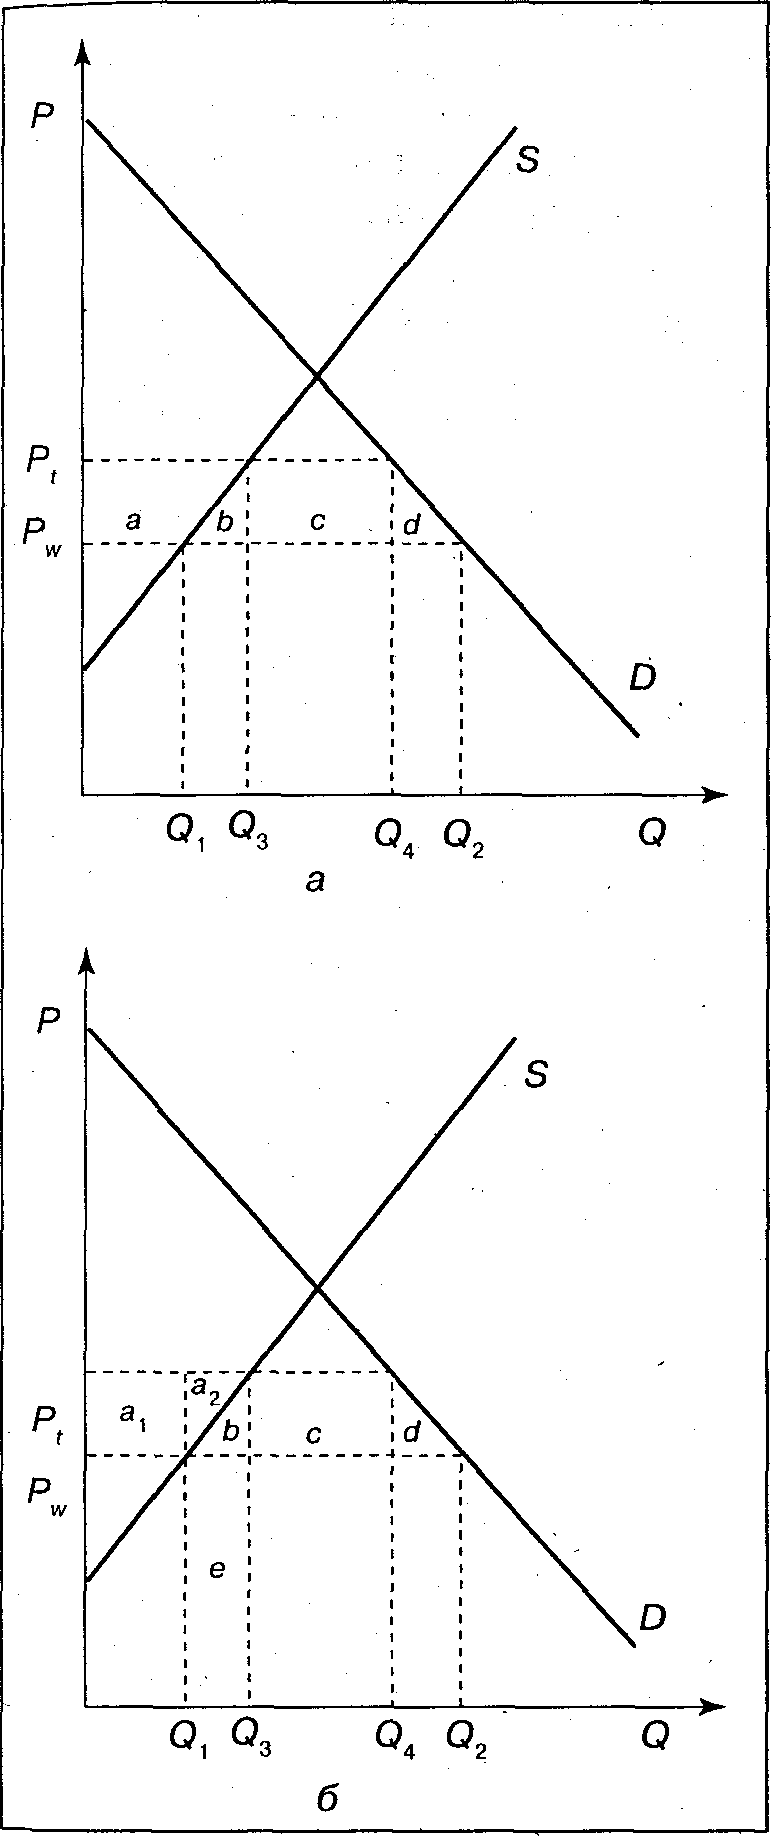 P
S
Pt
a b c d
Pw
D
Q1 Q3 Q4 Q2 Q
а
P
S
a2
a1 b c d
Pt
Pw
e
D
Q1 Q3 Q4 Q2 Q
б